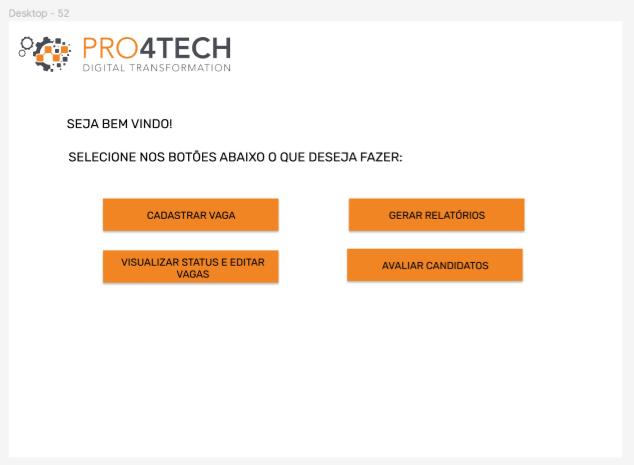 Desktop - 52
PRO4TECH
DIGITAL TRANSFORMATION
SEJA BEM VINDO!
SELECIONE NOS BOTÕES ABAIXO O QUE DESEJA FAZER:
CADASTRAR VAGA
GERAR RELATÓRIOS
VISUALIZAR STATUS E EDITAR
VAGAS
AVALIAR CANDIDATOS